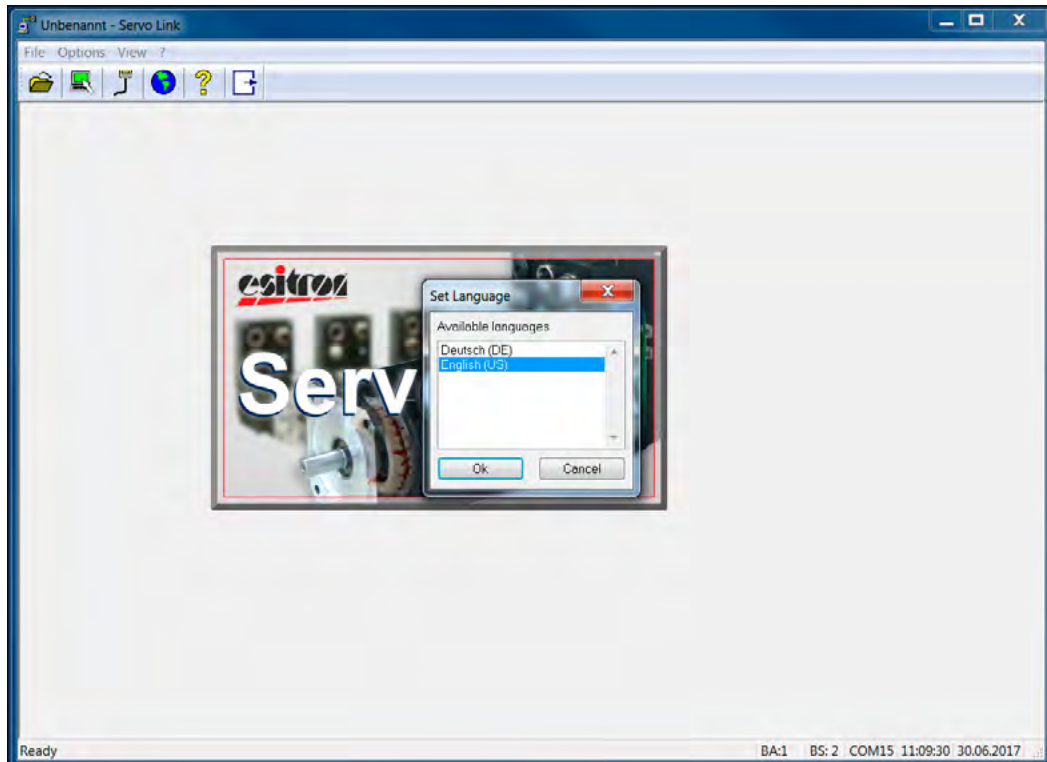 Unbenannt - Servo Link
File Options View ?
esitron
Serv
Set Language
Available languages
Deutsch (DE)
English (US)
Ok Cancel
Ready BA:1 BS: 2 COM15 11:09:30 30.06.2017